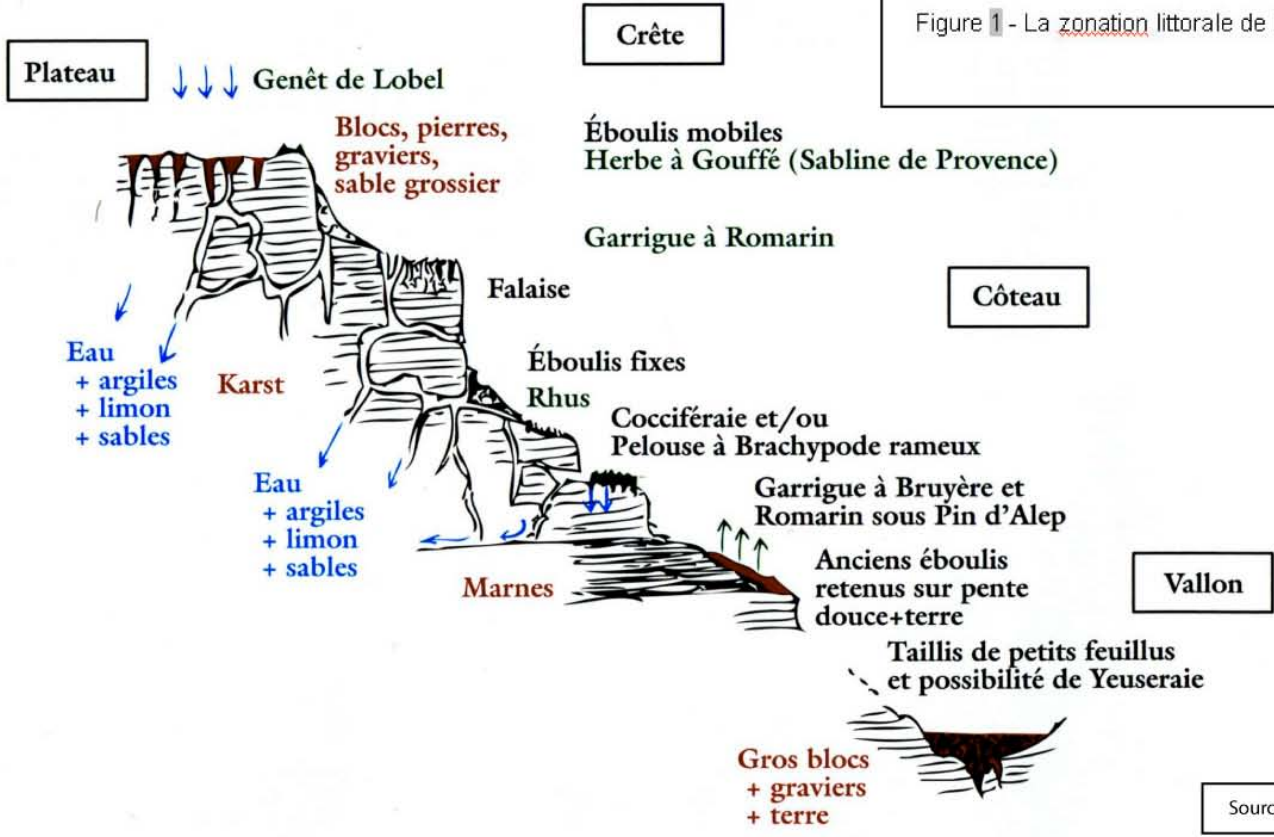 Figure 1 - La zonation littorale de
Crête
Plateau
Genêt de Lobel
Blocs, pierres,
graviers,
sable grossier
Éboulis mobiles
Herbe à Gouffé (Sabline de Provence)
Garrigue à Romarin
Falaise
Côteau
Eau
+ argiles
+ limon
+ sables
Karst
Éboulis fixes
Rhus
Cocciféraie et/ou
Pelouse à Brachypode rameux
Eau
+ argiles
+ limon
+ sables
Garrigue à Bruyère et
Romarin sous Pin d'Alep
Marnes
Anciens éboulis
retenus sur pente
douce+terre
Vallon
Taillis de petits feuillus
et possibilité de Yeuseraie
Gros blocs
+ graviers
+ terre
Sourc